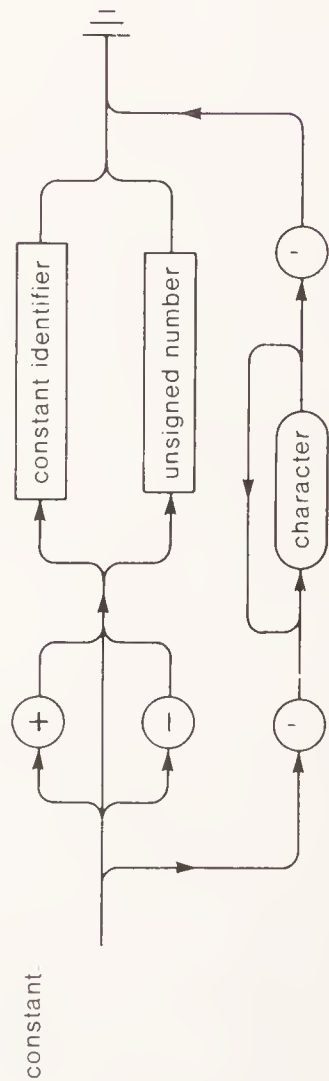 constant
+
−
constant identifier
unsigned number
'
character
'